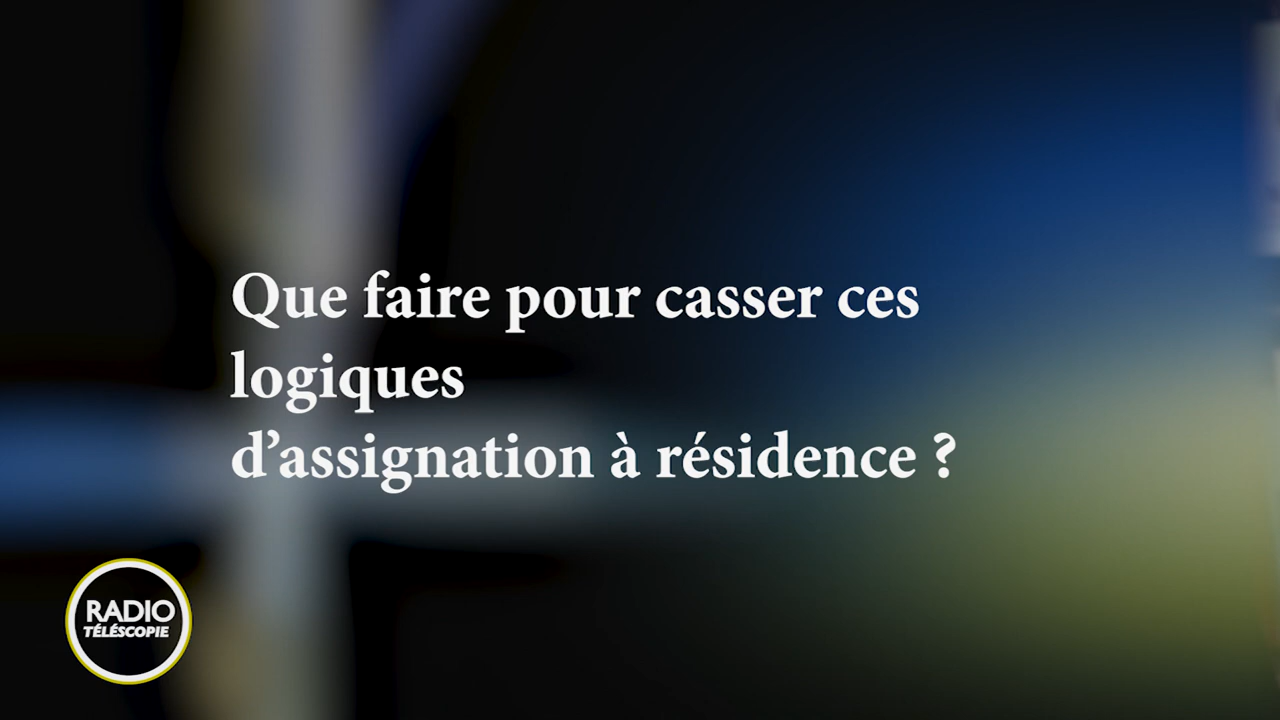 Que faire pour casser ces
logiques
d’assignation à résidence ?
RADIO
TÉLÉSCOPIE